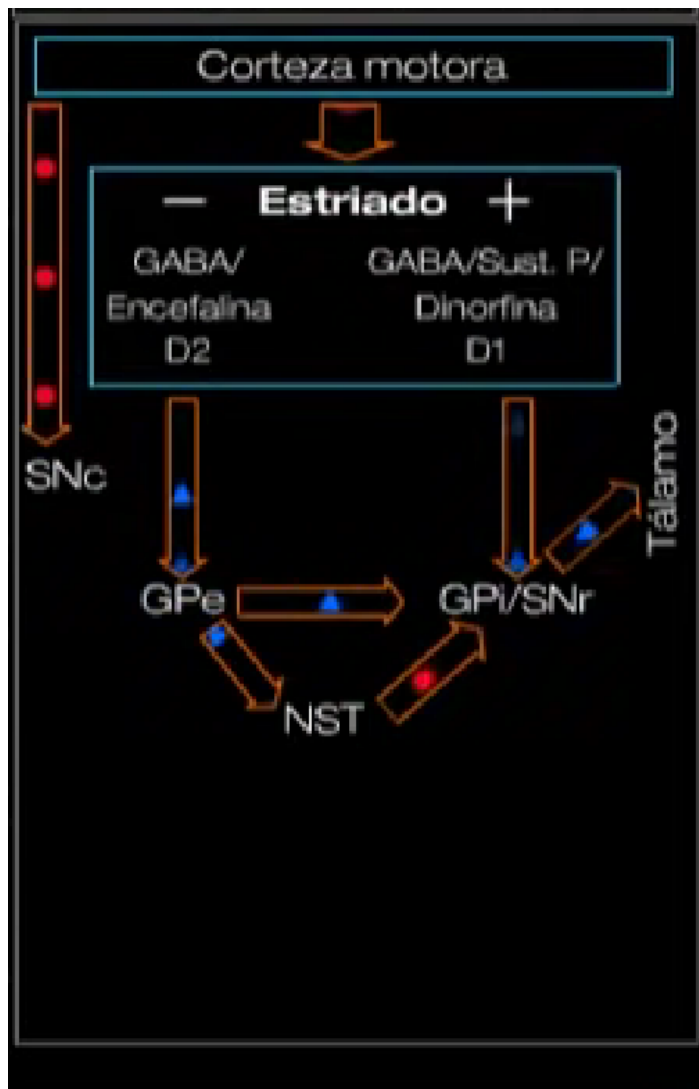 Corteza motora
− Estriado +
GABA/
Encefalina
D2
GABA/Sust. P/
Dinorfina
D1
SNc
Tálamo
GPe
GPi/SNr
NST